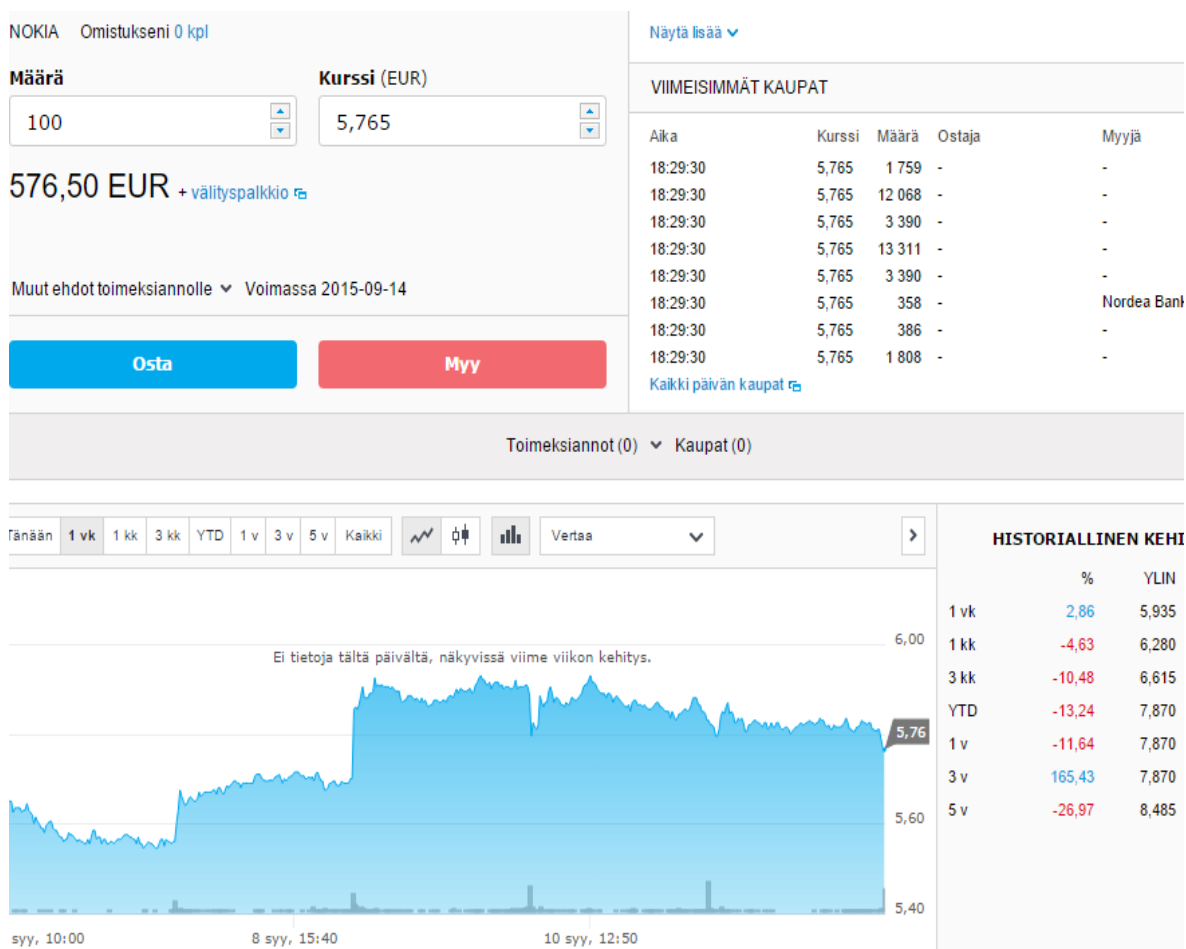 NOKIA Omistukseni 0 kpl
Määrä Kurssi (EUR)
100 5,765
576,50 EUR + välityspalkkio
Muut ehdot toimeksiannolle Voimassa 2015-09-14
Osta Myy
Näytä lisää
VIIMEISIMMÄT KAUPAT
Aika Kurssi Määrä Ostaja Myyjä
18:29:30 5,765 1 759 - -
18:29:30 5,765 12 068 - -
18:29:30 5,765 3 390 - -
18:29:30 5,765 13 311 - -
18:29:30 5,765 3 390 - -
18:29:30 5,765 358 - Nordea Bank
18:29:30 5,765 386 - -
18:29:30 5,765 1 808 - -
Kaikki päivän kaupat
Toimeksiannot (0) Kaupat (0)
Tänään 1 vk 1 kk 3 kk YTD 1 v 3 v 5 v Kaikki Vertaa
Ei tietoja tältä päivältä, näkyvissä viime viikon kehitys.
6,00
5,76
5,60
5,40
syy, 10:00 8 syy, 15:40 10 syy, 12:50
HISTORIALLINEN KEHI
% YLIN
1 vk 2,86 5,935
1 kk -4,63 6,280
3 kk -10,48 6,615
YTD -13,24 7,870
1 v -11,64 7,870
3 v 165,43 7,870
5 v -26,97 8,485